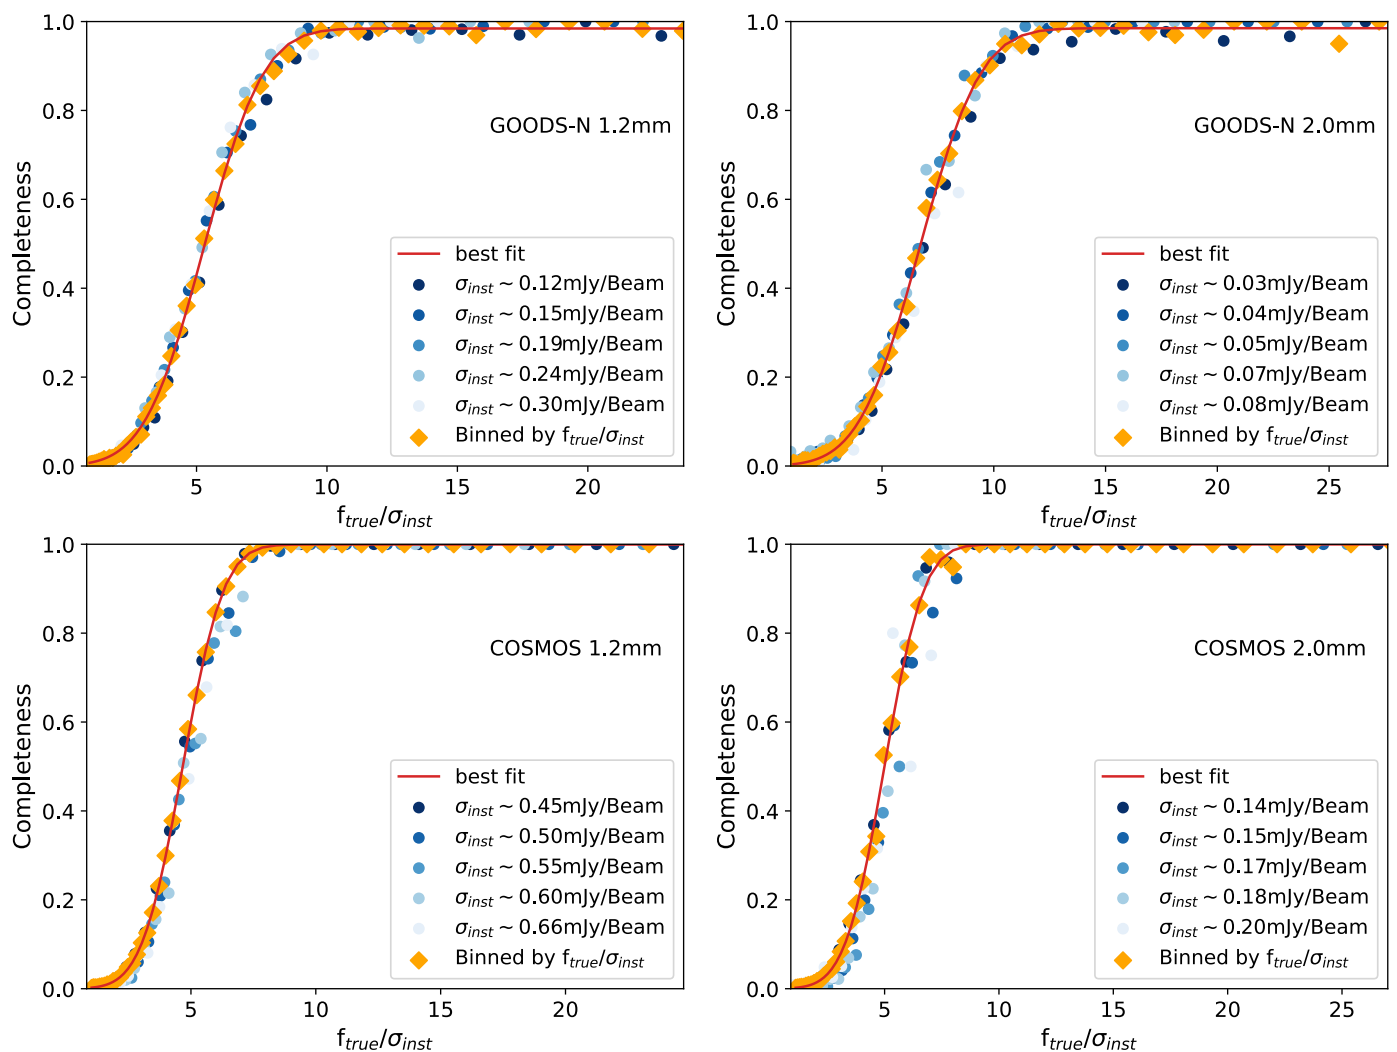 1.0
0.8
0.6
0.4
0.2
0.0
Completeness
GOODS-N 1.2mm
best fit
σinst ~ 0.12mJy/Beam
σinst ~ 0.15mJy/Beam
σinst ~ 0.19mJy/Beam
σinst ~ 0.24mJy/Beam
σinst ~ 0.30mJy/Beam
Binned by ftrue/σinst
5 10 15 20
ftrue/σinst
1.0
0.8
0.6
0.4
0.2
0.0
Completeness
GOODS-N 2.0mm
best fit
σinst ~ 0.03mJy/Beam
σinst ~ 0.04mJy/Beam
σinst ~ 0.05mJy/Beam
σinst ~ 0.07mJy/Beam
σinst ~ 0.08mJy/Beam
Binned by ftrue/σinst
5 10 15 20 25
ftrue/σinst
1.0
0.8
0.6
0.4
0.2
0.0
Completeness
COSMOS 1.2mm
best fit
σinst ~ 0.45mJy/Beam
σinst ~ 0.50mJy/Beam
σinst ~ 0.55mJy/Beam
σinst ~ 0.60mJy/Beam
σinst ~ 0.66mJy/Beam
Binned by ftrue/σinst
5 10 15 20
ftrue/σinst
1.0
0.8
0.6
0.4
0.2
0.0
Completeness
COSMOS 2.0mm
best fit
σinst ~ 0.14mJy/Beam
σinst ~ 0.15mJy/Beam
σinst ~ 0.17mJy/Beam
σinst ~ 0.18mJy/Beam
σinst ~ 0.20mJy/Beam
Binned by ftrue/σinst
5 10 15 20 25
ftrue/σinst